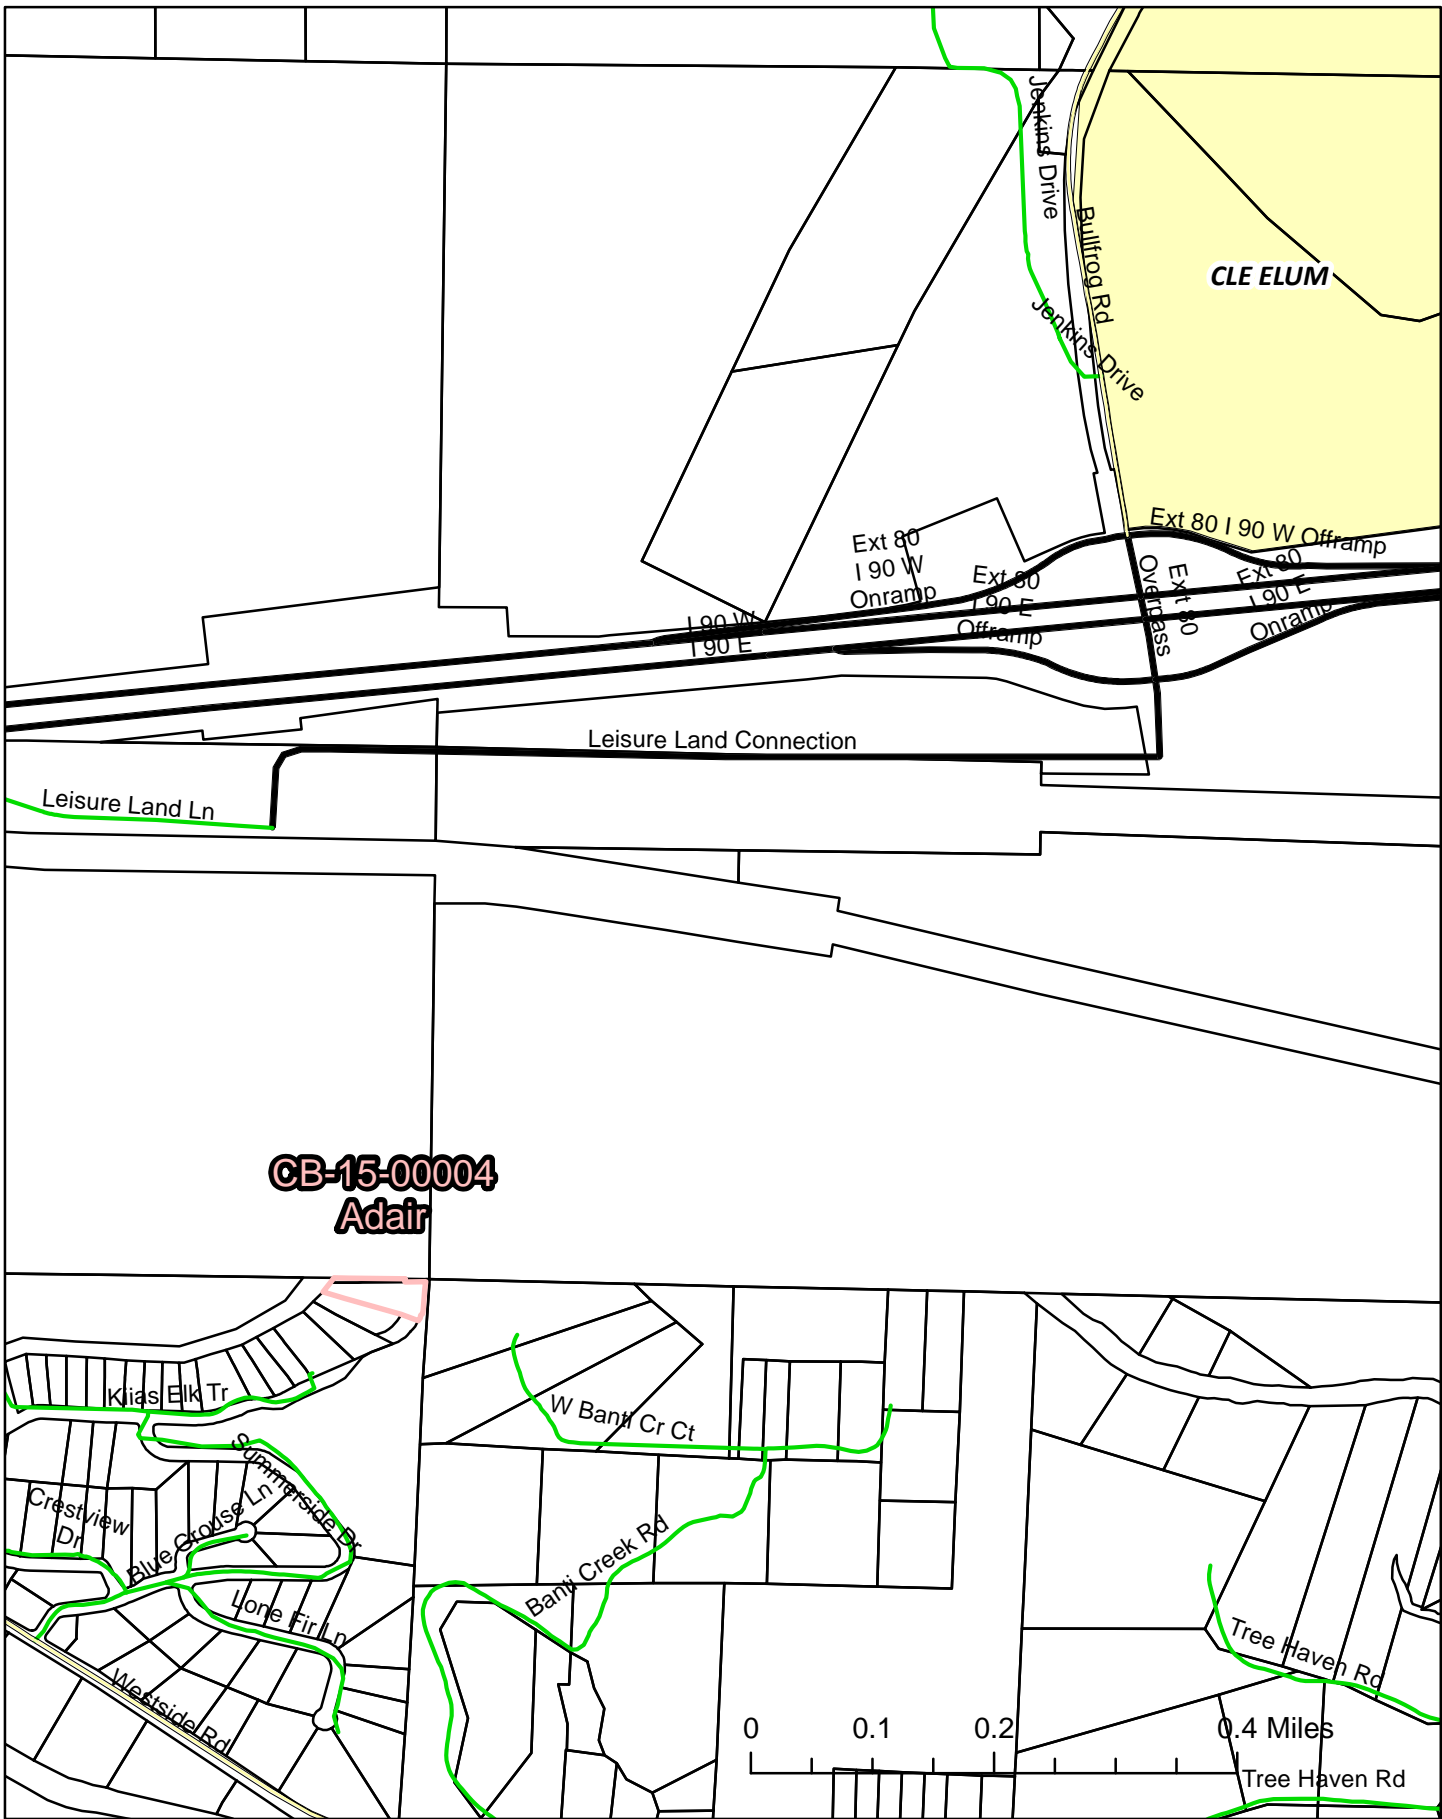 Jenkins Drive
Bullfrog Rd
CLE ELUM
Jenkins Drive
Ext 80 I 90 W Offramp
Ext 80
I 90 W
Onramp
Ext 80
I 90 E
Offramp
Ext 80
Overpass
Ext 80
I 90 E
Onramp
I 90 W
I 90 E
Leisure Land Connection
Leisure Land Ln
CB-15-00004
Adair
Kiias Elk Tr
W Banti Cr Ct
Summerside Dr
Crestview
Dr
Blue Grouse Ln
Banti Creek Rd
Lone Fir Ln
Tree Haven Rd
Westside Rd
0 0.1 0.2 0.4 Miles
Tree Haven Rd